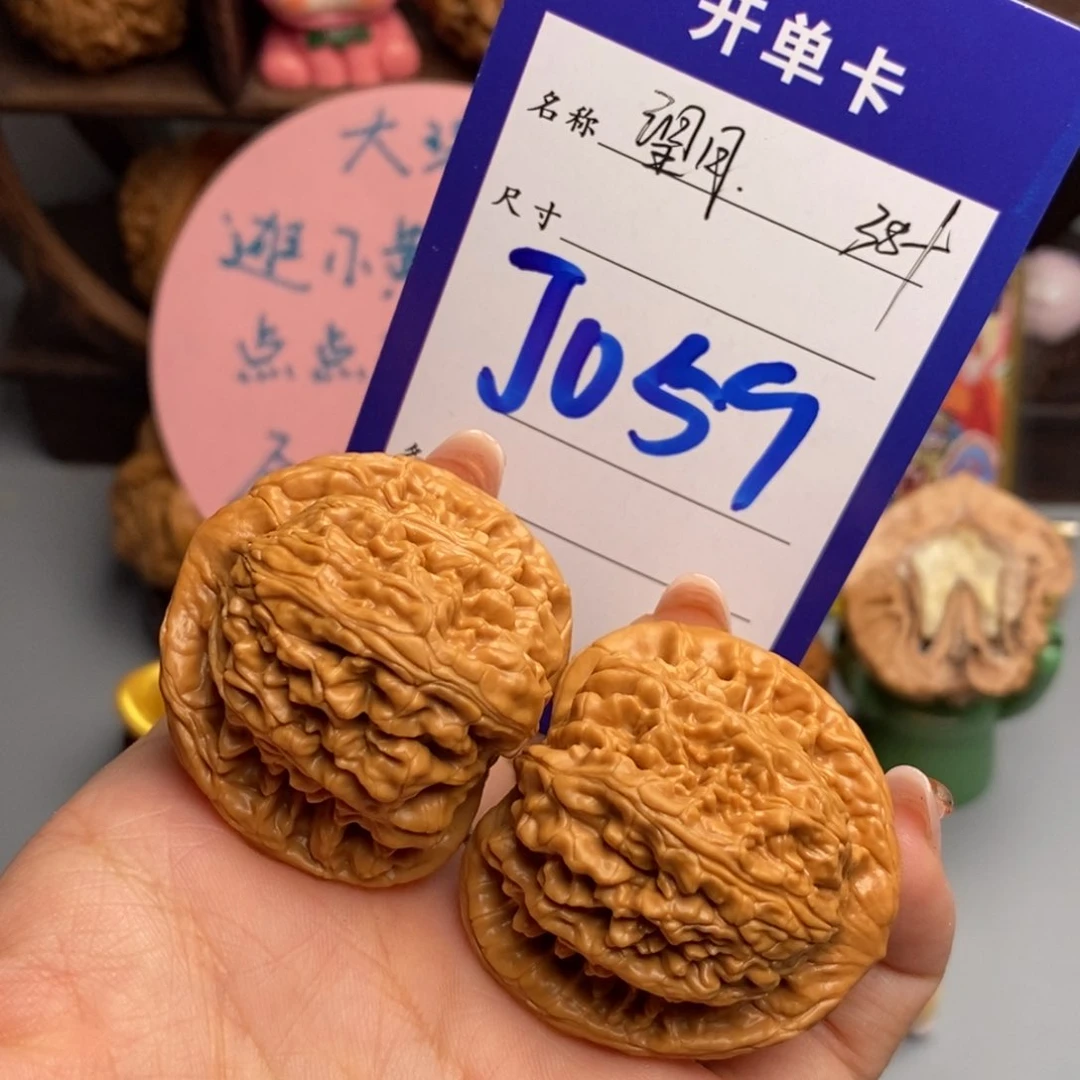 开单卡
名称 望月. 38+
尺寸
J059
大
逛小
点点